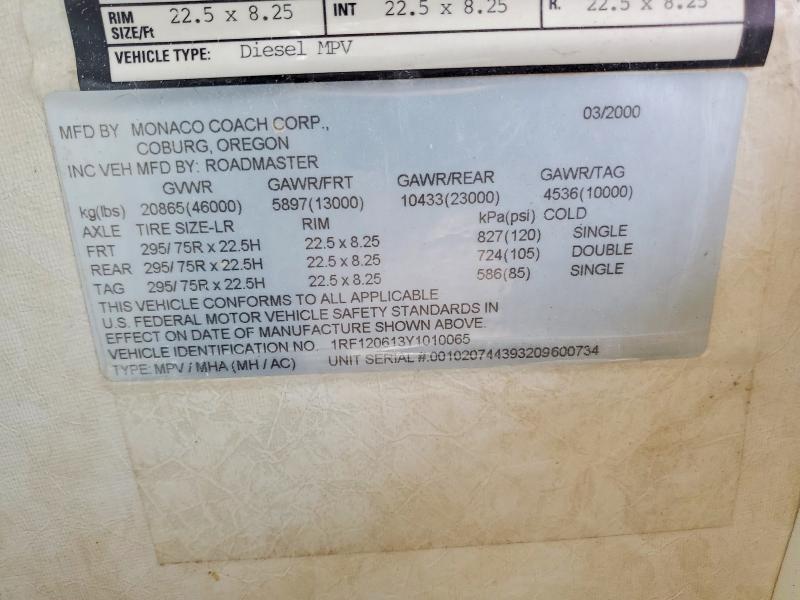 RIM SIZE/Ft 22.5 x 8.25 INT 22.5 x 8.25 R. 22.5 x 8.25
VEHICLE TYPE: Diesel MPV
MFD BY MONACO COACH CORP., 03/2000
COBURG, OREGON
INC VEH MFD BY: ROADMASTER
GVWR GAWR/FRT GAWR/REAR GAWR/TAG
kg(lbs) 20865(46000) 5897(13000) 10433(23000) 4536(10000)
AXLE TIRE SIZE-LR RIM kPa(psi) COLD
FRT 295/ 75R x 22.5H 22.5 x 8.25 827(120) SINGLE
REAR 295/ 75R x 22.5H 22.5 x 8.25 724(105) DOUBLE
TAG 295/ 75R x 22.5H 22.5 x 8.25 586(85) SINGLE
THIS VEHICLE CONFORMS TO ALL APPLICABLE
U.S. FEDERAL MOTOR VEHICLE SAFETY STANDARDS IN
EFFECT ON DATE OF MANUFACTURE SHOWN ABOVE.
VEHICLE IDENTIFICATION NO. 1RF120613Y1010065
TYPE: MPV / MHA (MH / AC) UNIT SERIAL #:001020744393209600734